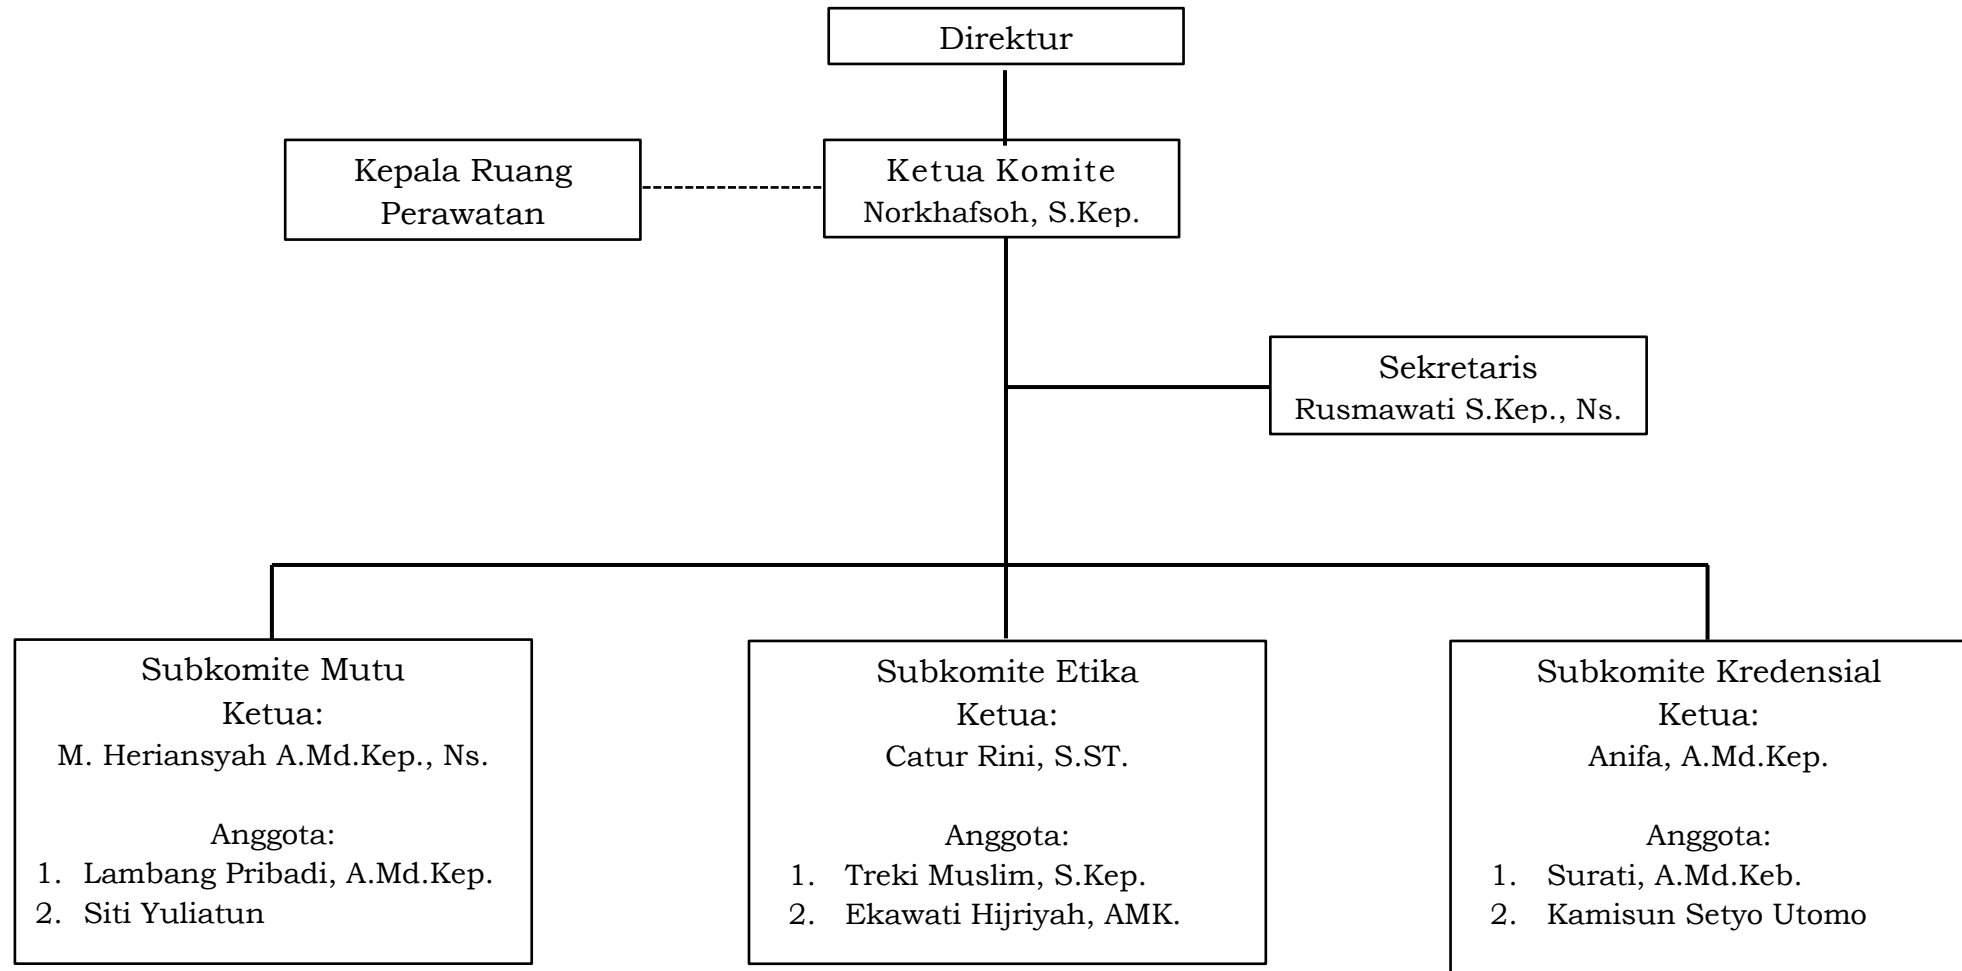 Direktur
Kepala Ruang
Perawatan
Ketua Komite
Norkhafsoh, S.Kep.
Sekretaris
Rusmawati S.Kep., Ns.
Subkomite Mutu
Ketua:
M. Heriansyah A.Md.Kep., Ns.
Anggota:
1. Lambang Pribadi, A.Md.Kep.
2. Siti Yuliatun
Subkomite Etika
Ketua:
Catur Rini, S.ST.
Anggota:
1. Treki Muslim, S.Kep.
2. Ekawati Hijriyah, AMK.
Subkomite Kredensial
Ketua:
Anifa, A.Md.Kep.
Anggota:
1. Surati, A.Md.Keb.
2. Kamisun Setyo Utomo